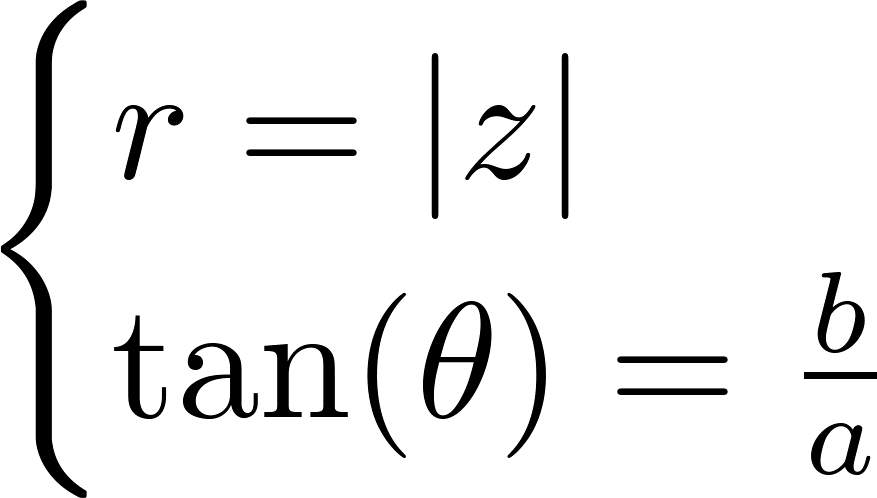 r = |z|
tan(θ) = b/a